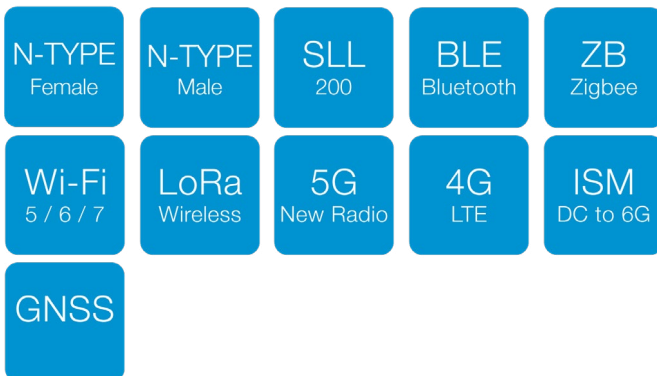 N-TYPE
Female
N-TYPE
Male
SLL
200
BLE
Bluetooth
ZB
Zigbee
Wi-Fi
5 / 6 / 7
LoRa
Wireless
5G
New Radio
4G
LTE
ISM
DC to 6G
GNSS